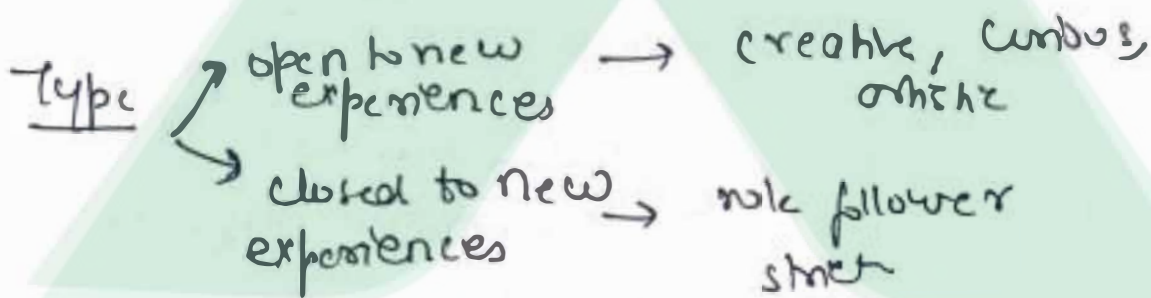 Type
open to new → creative, curious,
experiences artistic
closed to new → rule follower
experiences strict